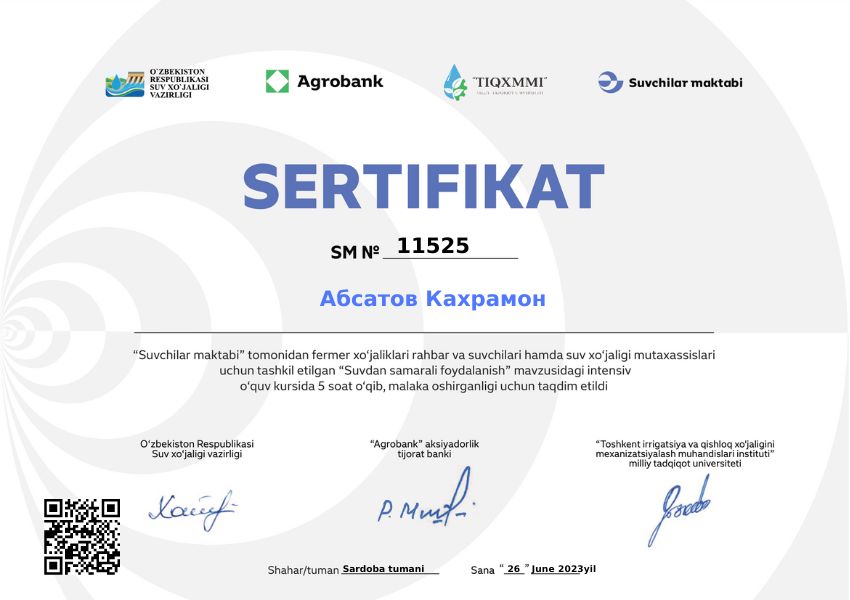 O'ZBEKISTON
RESPUBLIKASI
SUV XO'JALIGI
VAZIRLIGI
Agrobank
"TIQXMMI"
Suvchilar maktabi
SERTIFIKAT
SM № 11525
Абсатов Кахрамон
“Suvchilar maktabi” tomonidan fermer xo‘jaliklari rahbar va suvchilari hamda suv xo‘jaligi mutaxassislari
uchun tashkil etilgan “Suvdan samarali foydalanish” mavzusidagi intensiv
o‘quv kursida 5 soat o‘qib, malaka oshirganligi uchun taqdim etildi
O‘zbekiston Respublikasi
Suv xo‘jaligi vazirligi
“Agrobank” aksiyadorlik
tijorat banki
“Toshkent irrigatsiya va qishloq xo‘jaligini
mexanizatsiyalash muhandislari instituti”
milliy tadqiqot universiteti
Shahar/tuman Sardoba tumani Sana “ 26 ” June 2023yil